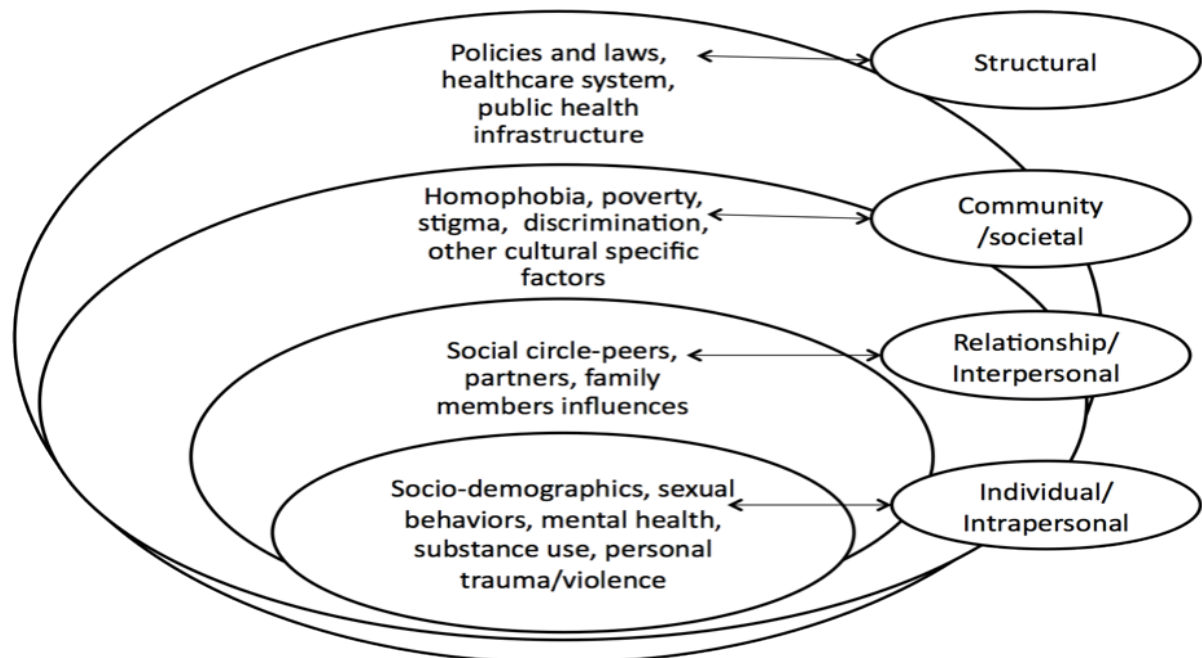 Policies and laws,
healthcare system,
public health
infrastructure
Structural
Homophobia, poverty,
stigma,  discrimination,
other cultural specific
factors
Community
/societal
Social circle-peers,
partners, family
members influences
Relationship/
Interpersonal
Socio-demographics, sexual
behaviors, mental health,
substance use, personal
trauma/violence
Individual/
Intrapersonal